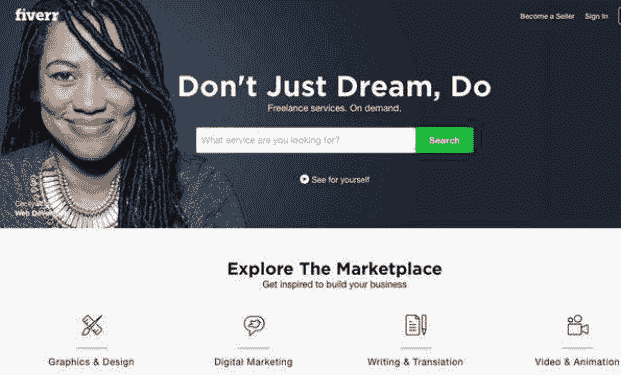 fiverr
Become a Seller Sign In
Don't Just Dream, Do
Freelance services. On demand.
What service are you looking for? Search
See for yourself
Web
Explore The Marketplace
Get inspired to build your business
Graphics & Design Digital Marketing Writing & Translation Video & Animation